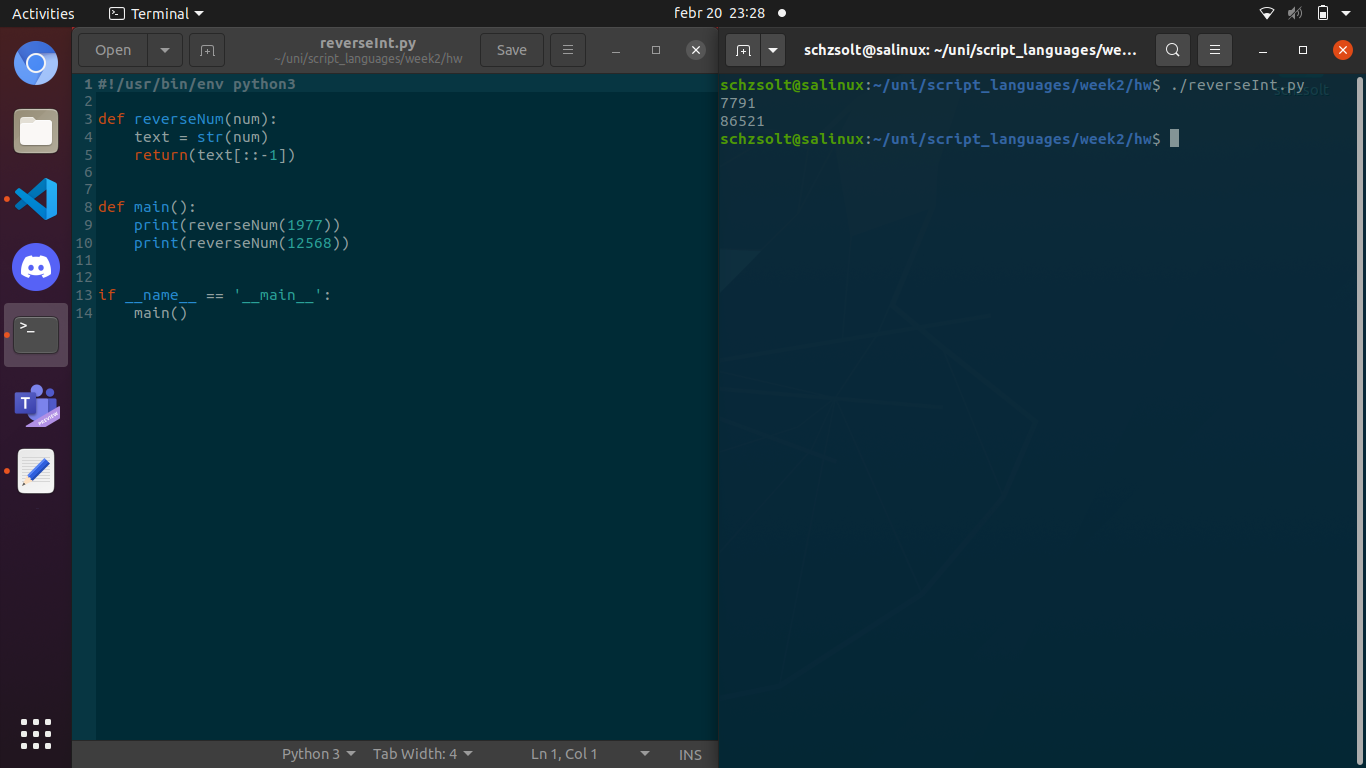 Activities
Terminal
febr 20 23:28
Open
reverseInt.py
~/uni/script_languages/week2/hw
Save
1 #!/usr/bin/env python3
2
3 def reverseNum(num):
4     text = str(num)
5     return(text[::-1])
6
7
8 def main():
9     print(reverseNum(1977))
10     print(reverseNum(12568))
11
12
13 if __name__ == '__main__':
14     main()
Python 3
Tab Width: 4
Ln 1, Col 1
INS
schzsolt@salinux: ~/uni/script_languages/we...
schzsolt@salinux:~/uni/script_languages/week2/hw$ ./reverseInt.py
7791
86521
schzsolt@salinux:~/uni/script_languages/week2/hw$
>_
T
PREVIEW